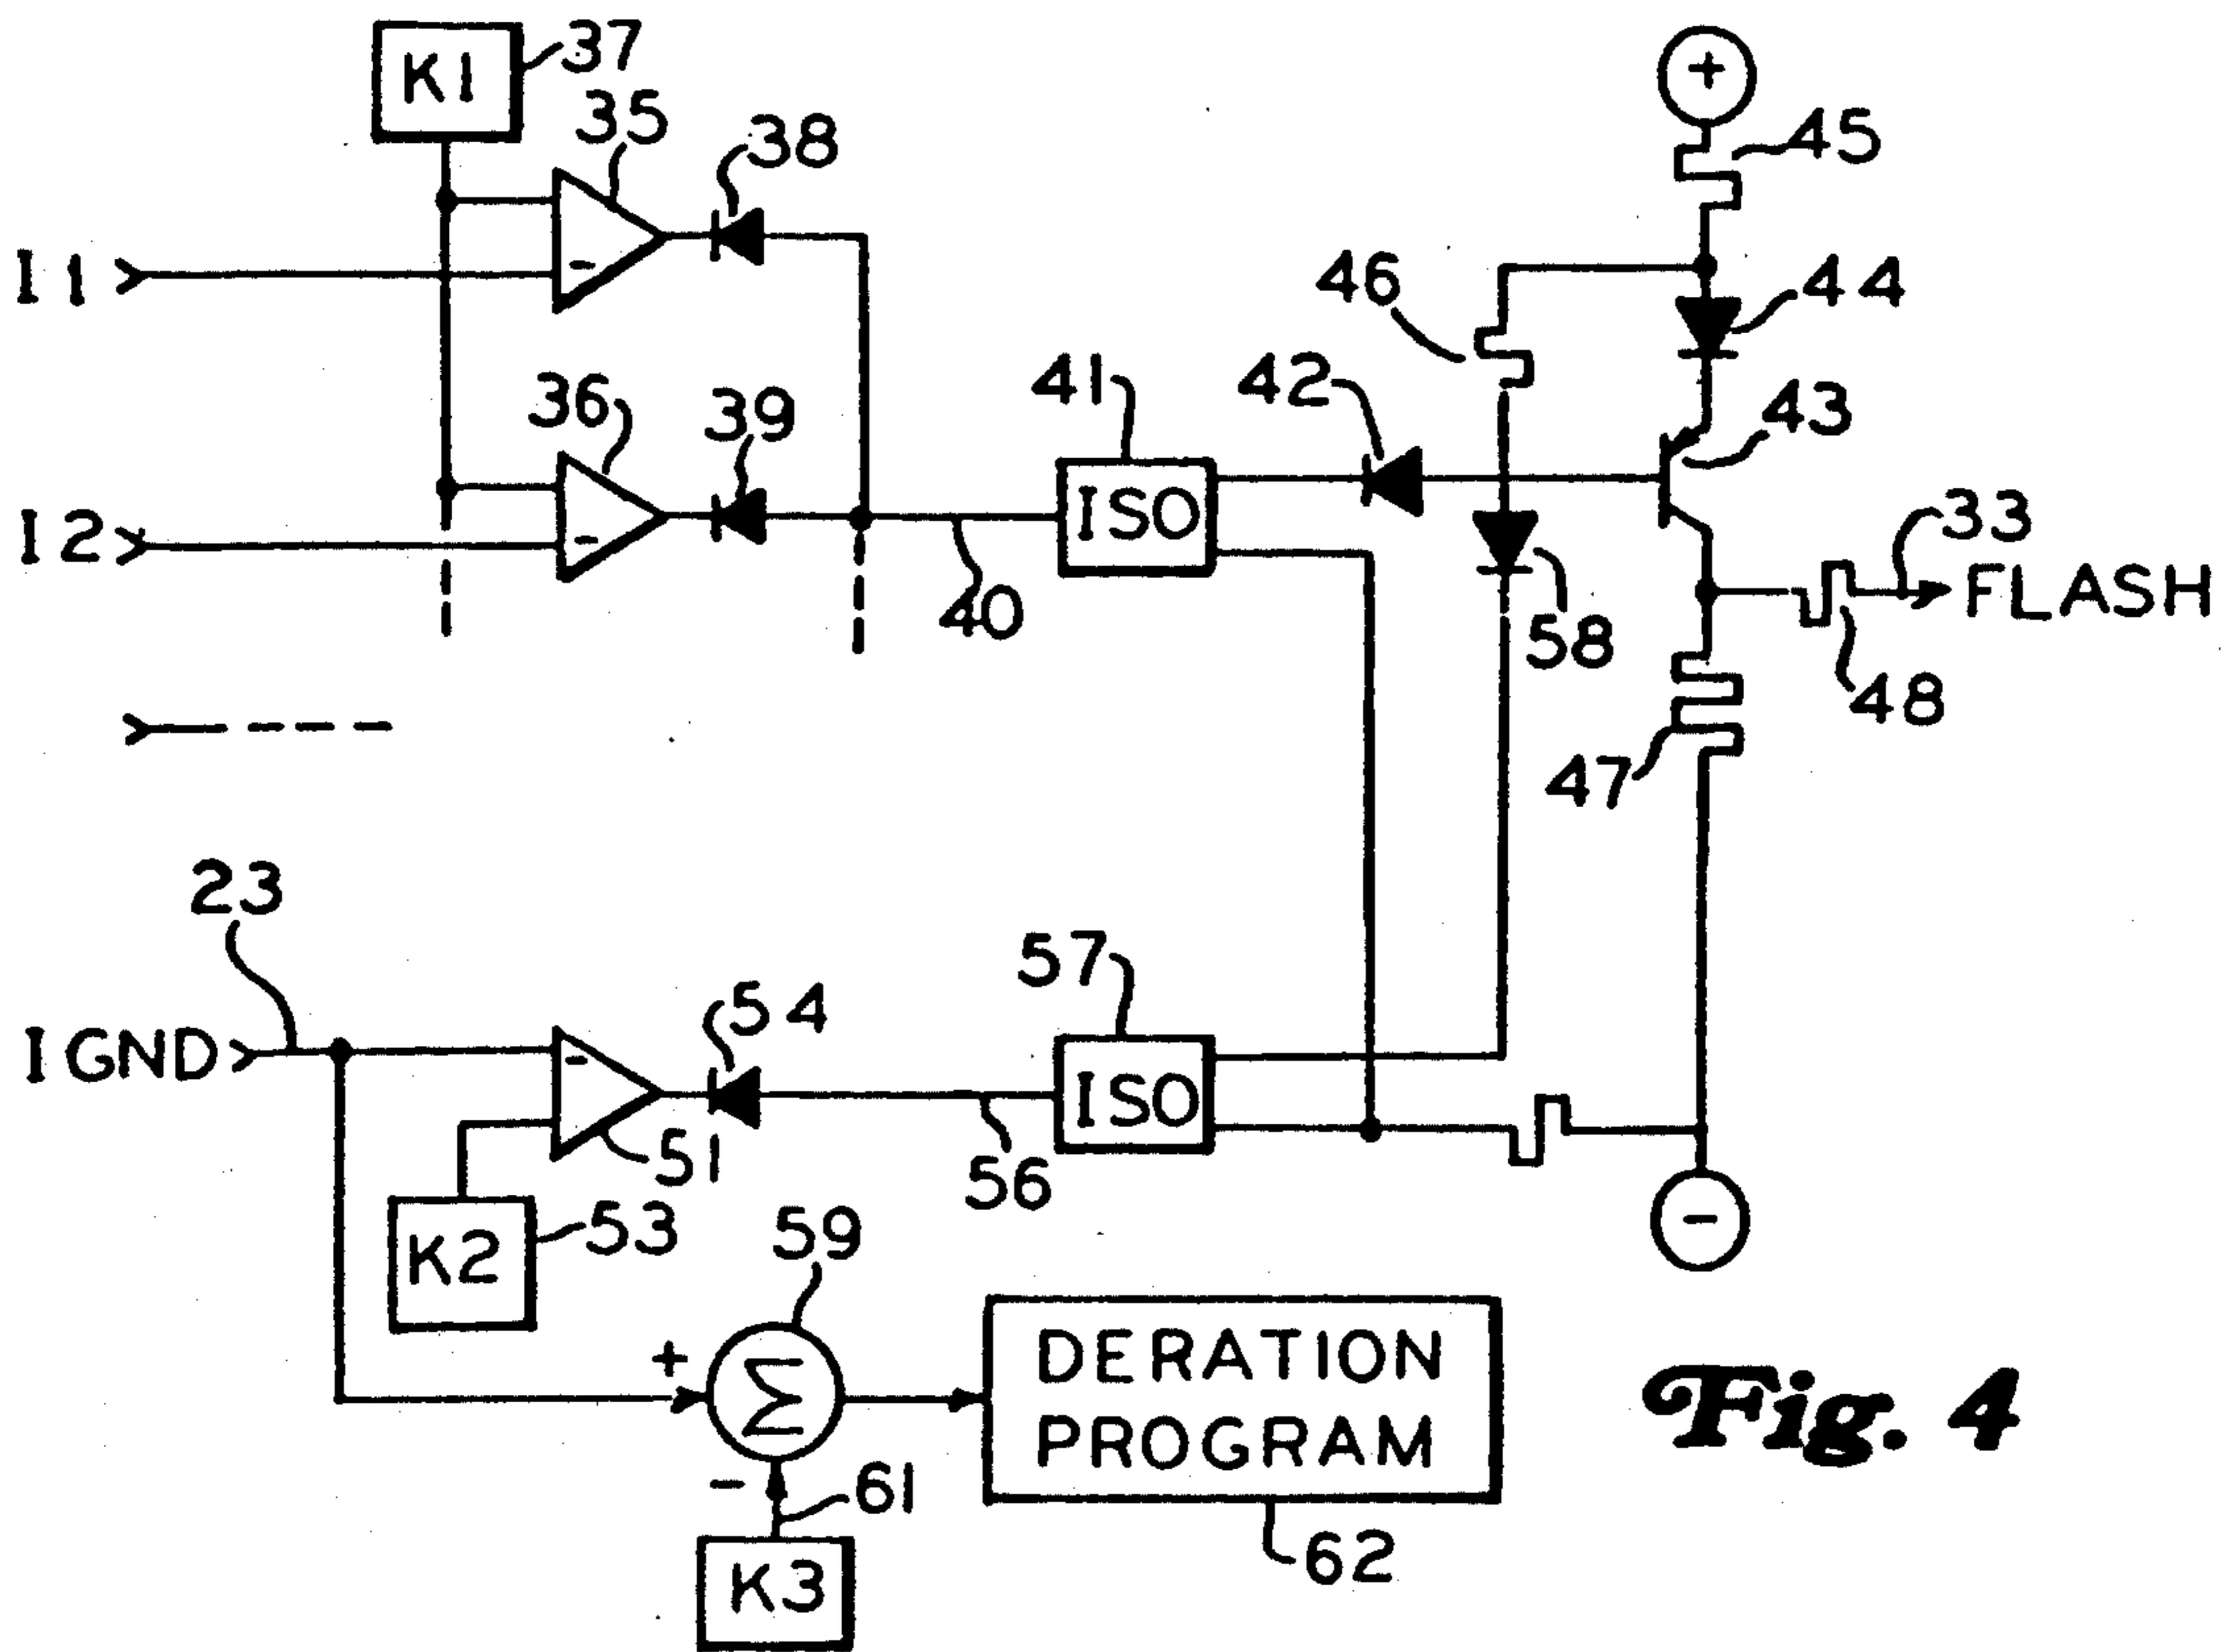 K1
37
35
38
+
45
I1
-
46
44
36
39
41
42
43
ISO
33
I2
-
40
58
FLASH
48
47
23
57
54
I GND
-
ISO
51
56
53
K2
59
-
+
Σ
DERATION
PROGRAM
Fig. 4
-
61
62
K3